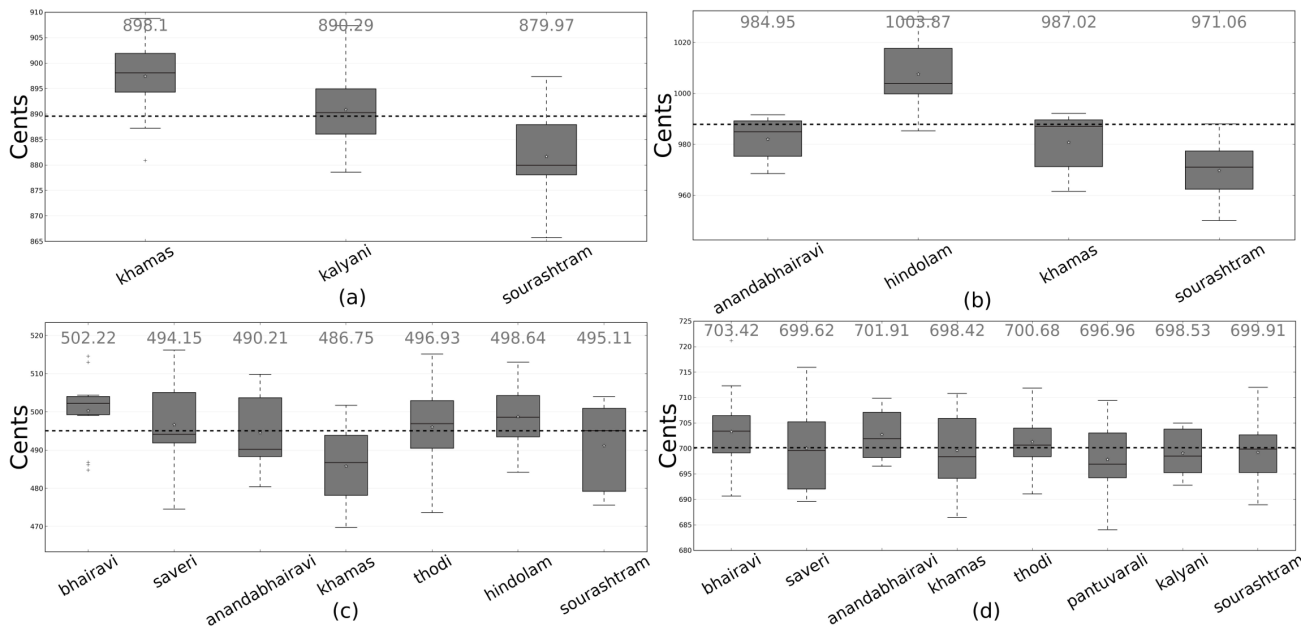 898.1 890.29 879.97
910
905
900
895
890
885
880
875
870
865
Cents
khamas kalyani sourashtram
(a)
984.95 1003.87 987.02 971.06
1020
1000
980
960
Cents
anandabhairavi hindolam khamas sourashtram
(b)
502.22 494.15 490.21 486.75 496.93 498.64 495.11
520
510
500
490
480
470
Cents
bhairavi saveri anandabhairavi khamas thodi hindolam sourashtram
(c)
703.42 699.62 701.91 698.42 700.68 696.96 698.53 699.91
725
720
715
710
705
700
695
690
685
680
Cents
bhairavi saveri anandabhairavi khamas thodi pantuvarali kalyani sourashtram
(d)